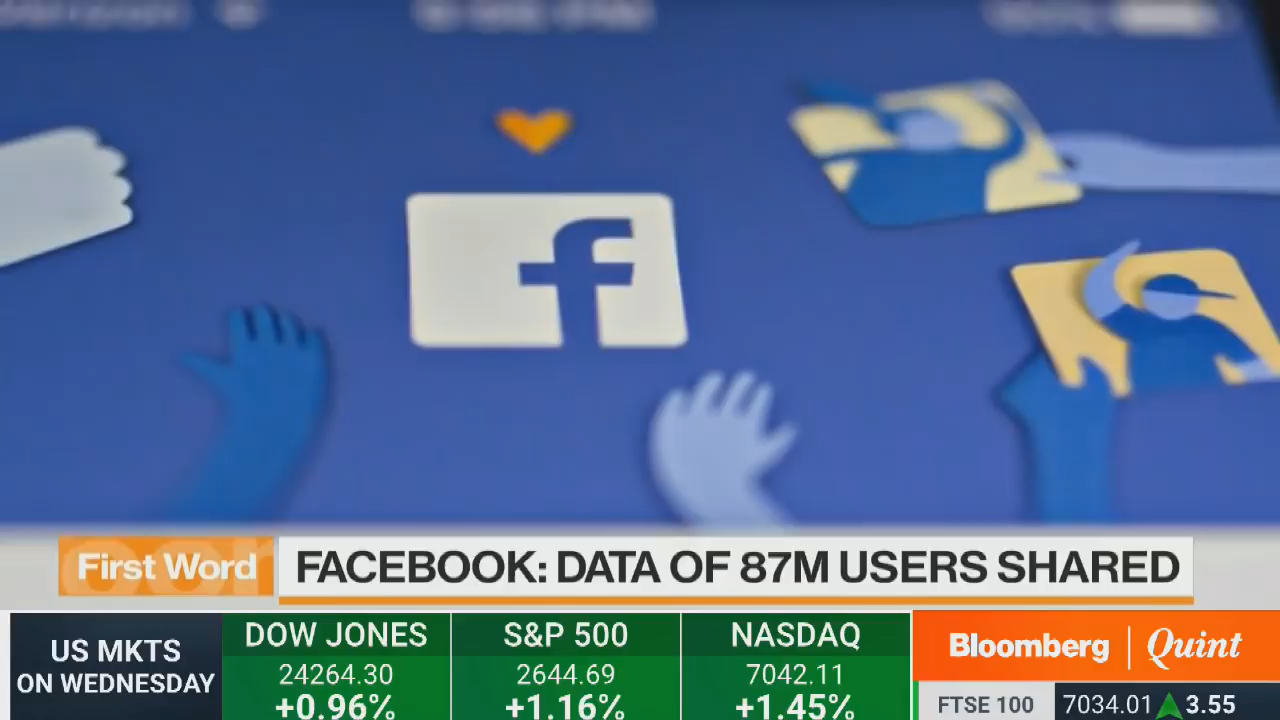 f
First Word
FACEBOOK: DATA OF 87M USERS SHARED
US MKTS
ON WEDNESDAY
DOW JONES
24264.30
+0.96%
S&P 500
2644.69
+1.16%
NASDAQ
7042.11
+1.45%
Bloomberg | Quint
FTSE 100 7034.01 ▲ 3.55